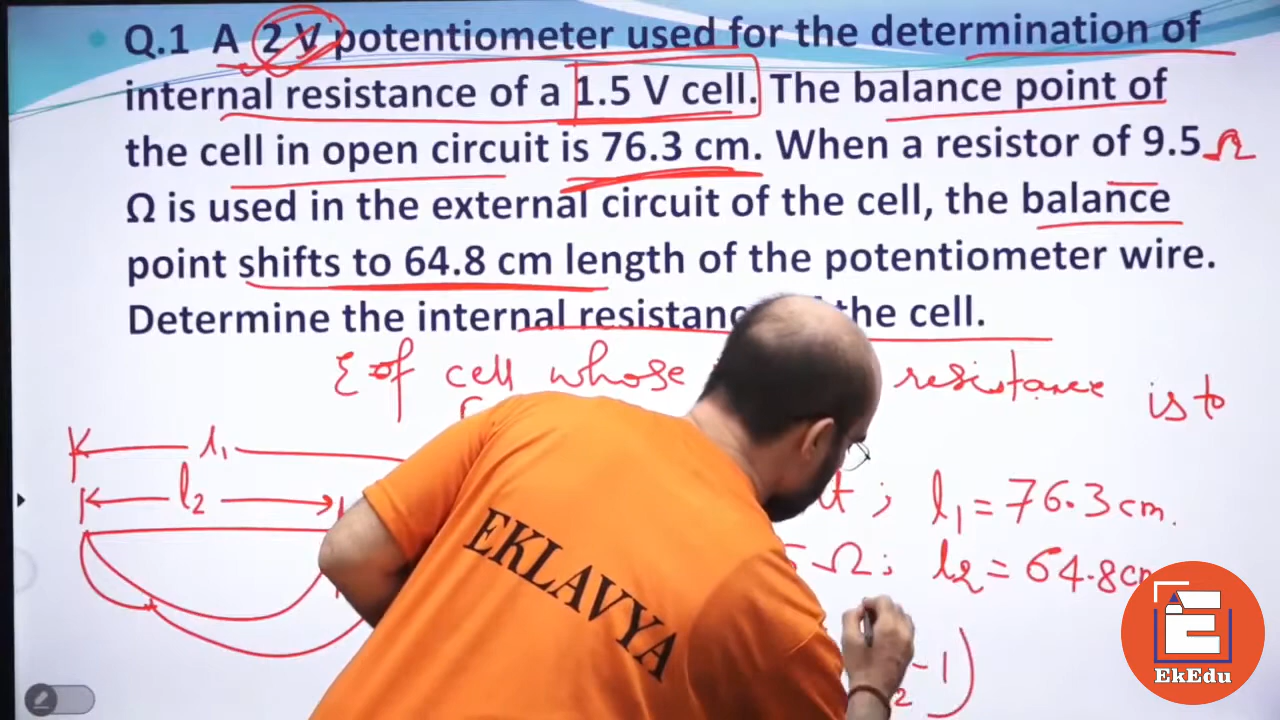 Q.1 A 2 V potentiometer used for the determination of
internal resistance of a 1.5 V cell. The balance point of
the cell in open circuit is 76.3 cm. When a resistor of 9.5 Ω
Ω is used in the external circuit of the cell, the balance
point shifts to 64.8 cm length of the potentiometer wire.
Determine the internal the cell.
ξ of cell whose resistance is to
l₁
l₂
; l₁ = 76.3 cm.
Ω; l₂ = 64.8cm
2 - 1)
EKLAVYA
E
EkEdu